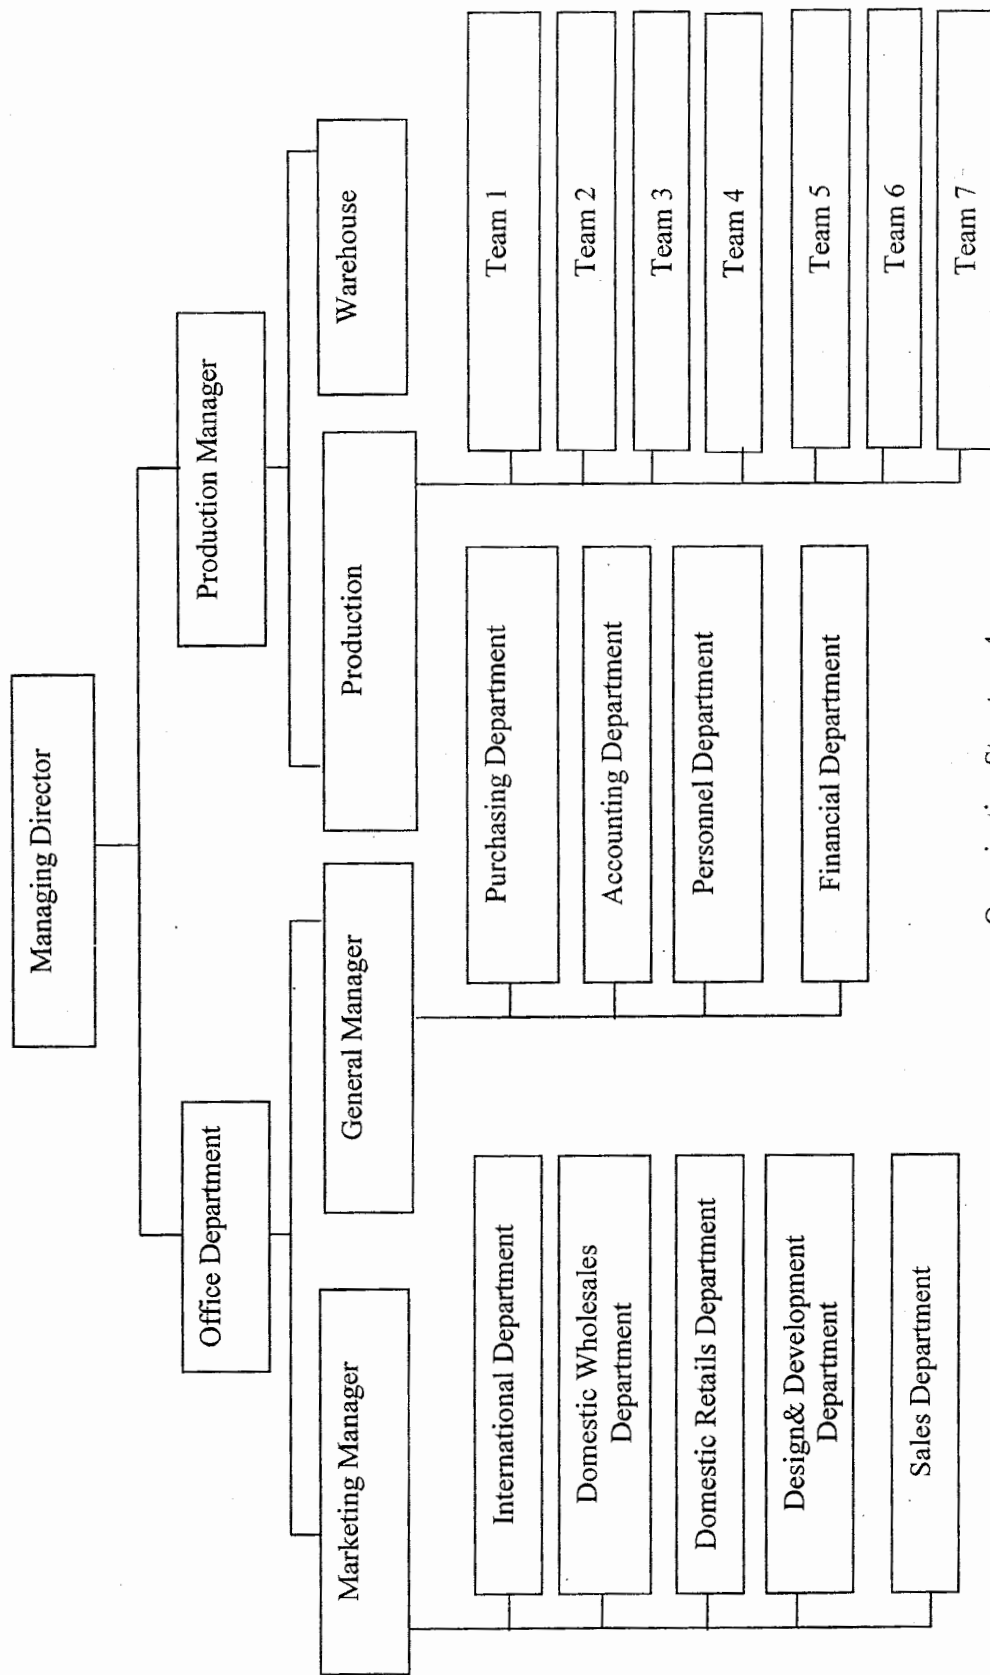 Managing Director
Office Department
Production Manager
Marketing Manager
General Manager
Production
Warehouse
International Department
Domestic Wholesales
Department
Domestic Retails Department
Design& Development
Department
Sales Department
Purchasing Department
Accounting Department
Personnel Department
Financial Department
Team 1
Team 2
Team 3
Team 4
Team 5
Team 6
Team 7